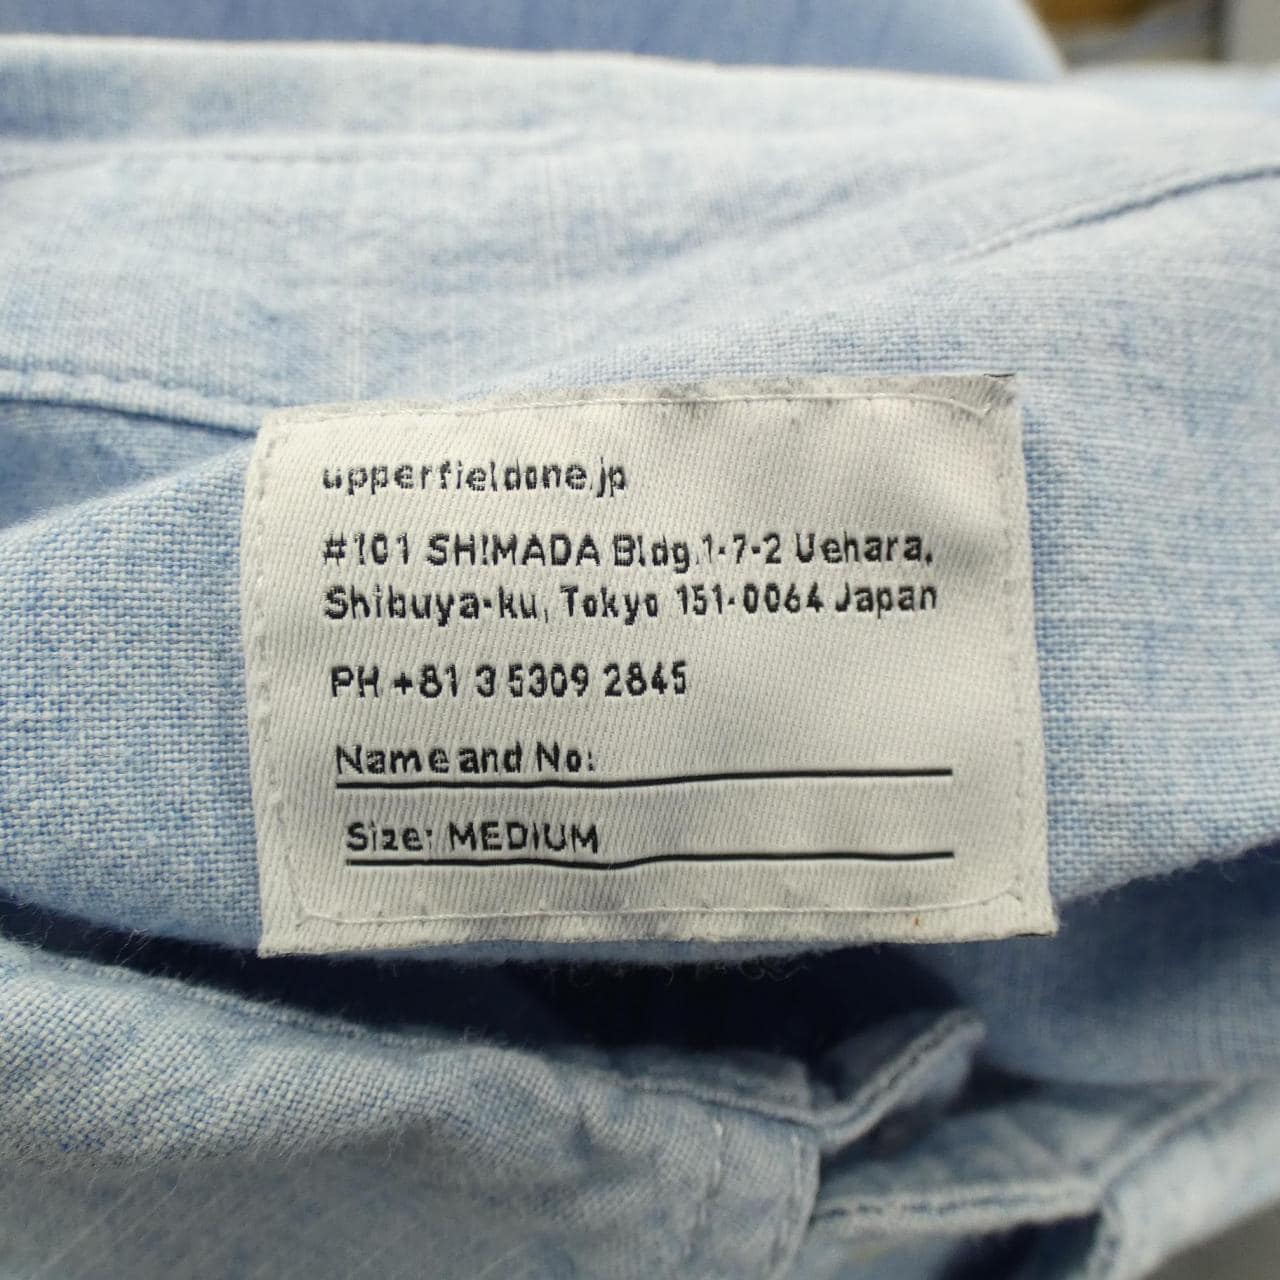 upperfieldone.jp
#101 SHIMADA Bldg.1-7-2 Uehara,
Shibuya-ku, Tokyo 151-0064 Japan
PH +81 3 5309 2845
Name and No:
Size: MEDIUM